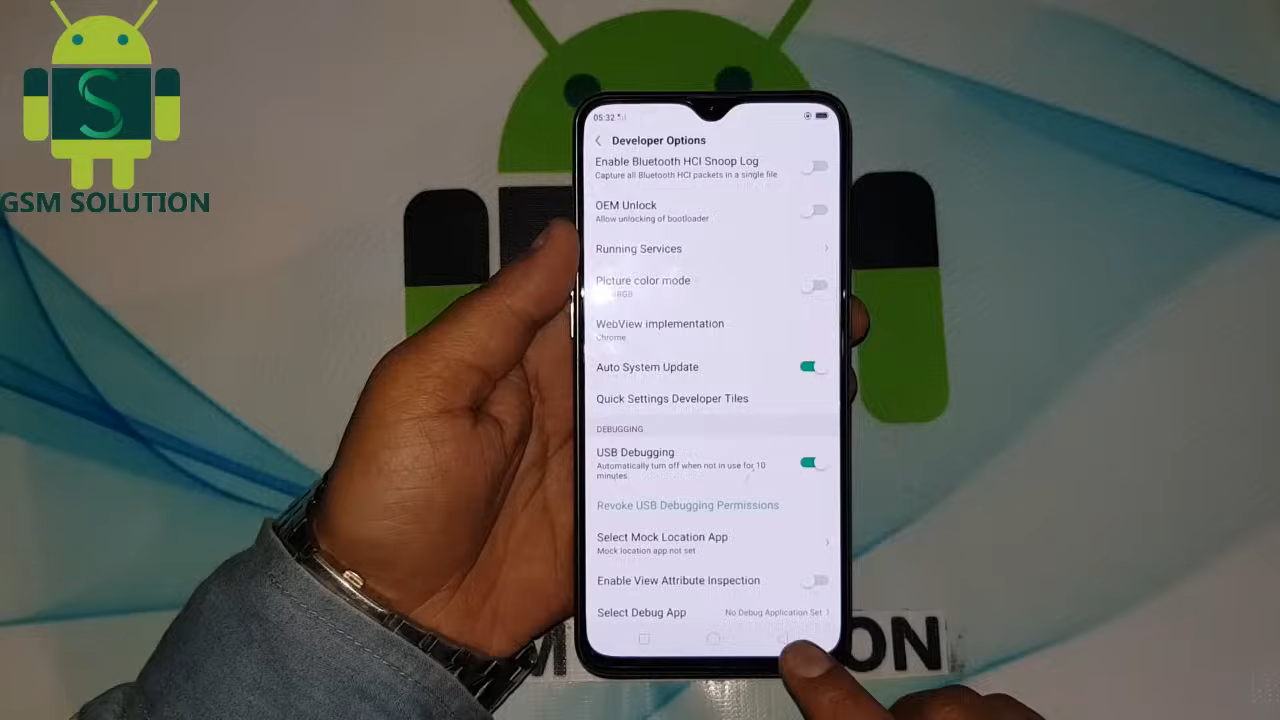 GSM SOLUTION
05:32
Developer Options
Enable Bluetooth HCI Snoop Log
Capture all Bluetooth HCI packets in a single file
OEM Unlock
Allow unlocking of bootloader
Running Services
Picture color mode
WebView implementation
Chrome
Auto System Update
Quick Settings Developer Tiles
DEBUGGING
USB Debugging
Automatically turn off when not in use for 10
minutes.
Revoke USB Debugging Permissions
Select Mock Location App
Mock location app not set
Enable View Attribute Inspection
Select Debug App No Debug Application Set